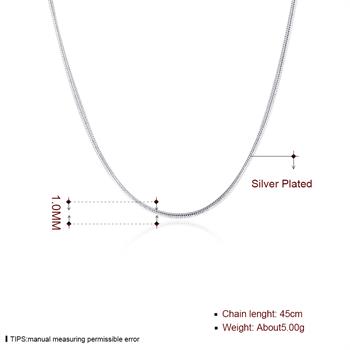 Silver Plated
1.0MM
Chain lenght: 45cm
Weight: About5.00g
TIPS:manual measuring permissible error